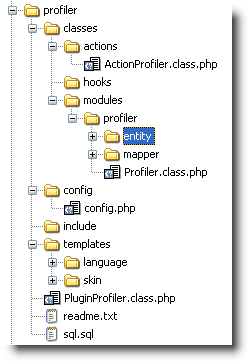 profiler
classes
actions
ActionProfiler.class.php
hooks
modules
profiler
entity
mapper
Profiler.class.php
config
config.php
include
templates
language
skin
PluginProfiler.class.php
readme.txt
sql.sql